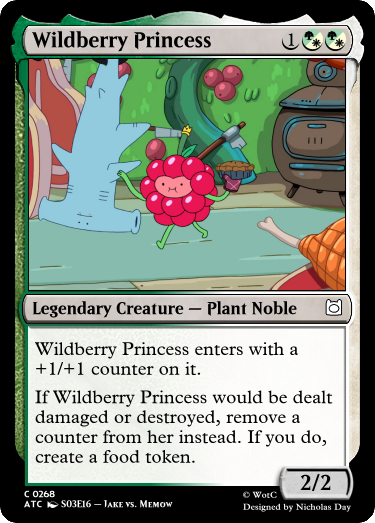 Wildberry Princess 1
Legendary Creature — Plant Noble
Wildberry Princess enters with a
+1/+1 counter on it.
If Wildberry Princess would be dealt
damaged or destroyed, remove a
counter from her instead. If you do,
create a food token.
2/2
C 0268
ATC S03E16 — Jake vs. Memow
© WotC
Designed by Nicholas Day